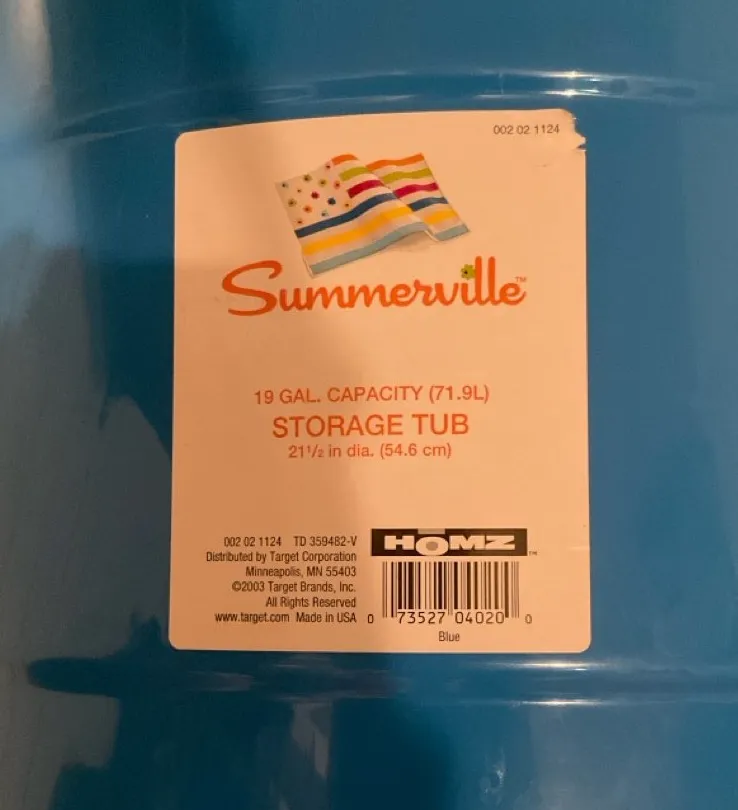 002 02 1124
Summerville™
19 GAL. CAPACITY (71.9L)
STORAGE TUB
21 1/2 in dia. (54.6 cm)
002 02 1124 TD 359482-V
Distributed by Target Corporation
Minneapolis, MN 55403
©2003 Target Brands, Inc.
All Rights Reserved
www.target.com Made in USA
HOMZ™
0 73527 04020 0
Blue